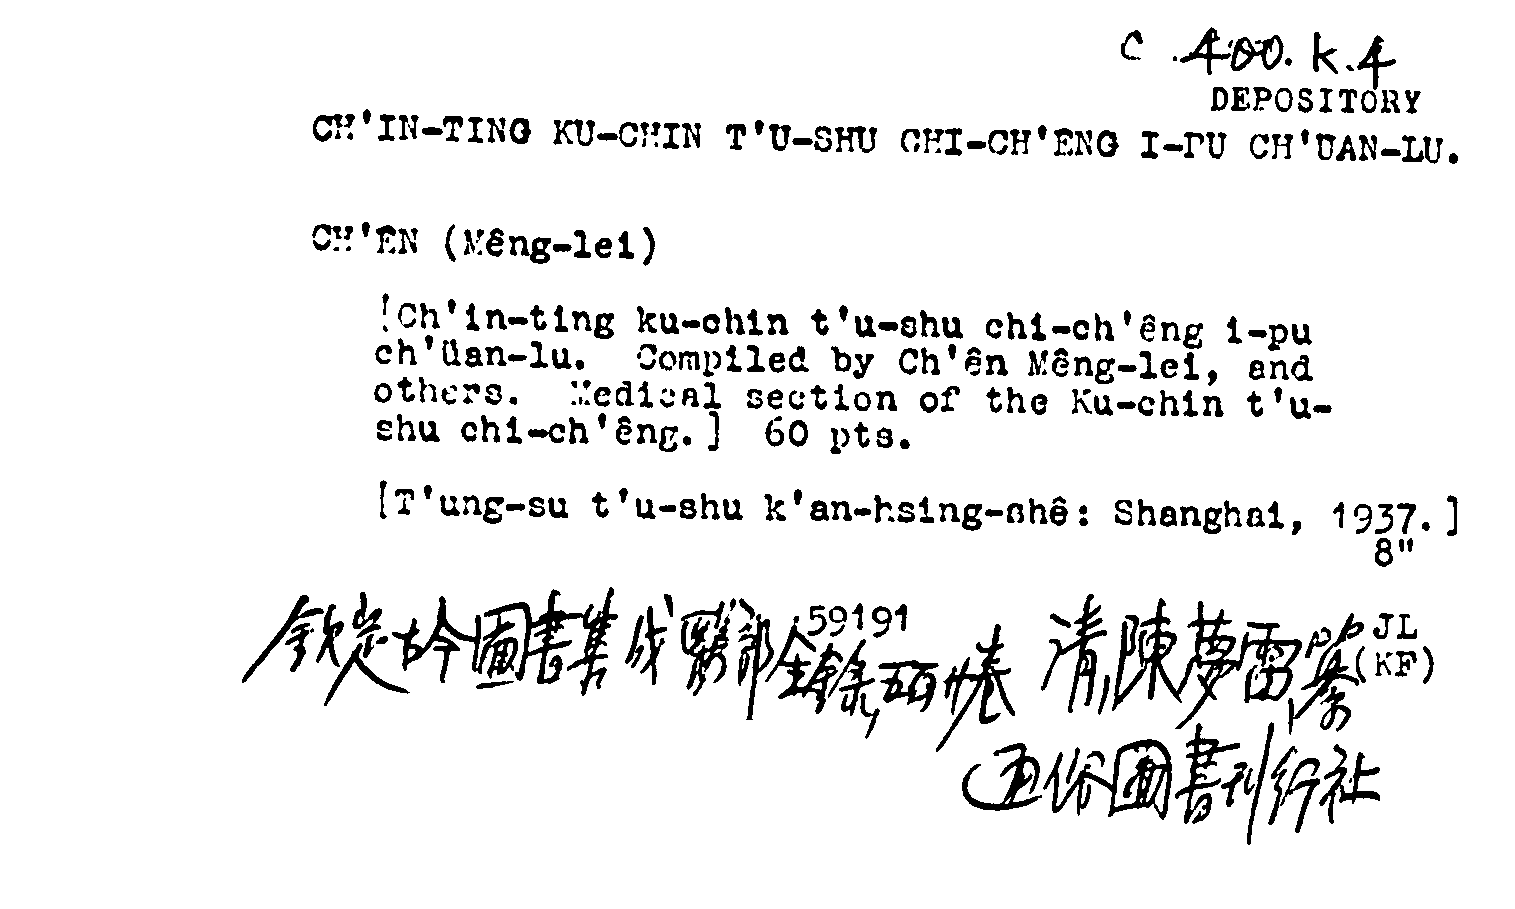 C .400.k.4
DEPOSITORY
CH'IN-TING KU-CHIN T'U-SHU CHI-CH'ENG I-PU CH'ÜAN-LU.
CH'ÊN (Mêng-lei)
[Ch'in-ting ku-chin t'u-shu chi-ch'êng i-pu
ch'üan-lu. Compiled by Ch'ên Mêng-lei, and
others. Medical section of the Ku-chin t'u-
shu chi-ch'êng.] 60 pts.
[T'ung-su t'u-shu k'an-hsing-shê: Shanghai, 1937.]
8"
59191
JL
(KF)
欽定古今圖書集成醫部全錄 五百卅卷 清 陳夢雷 纂
通俗圖書刊行社